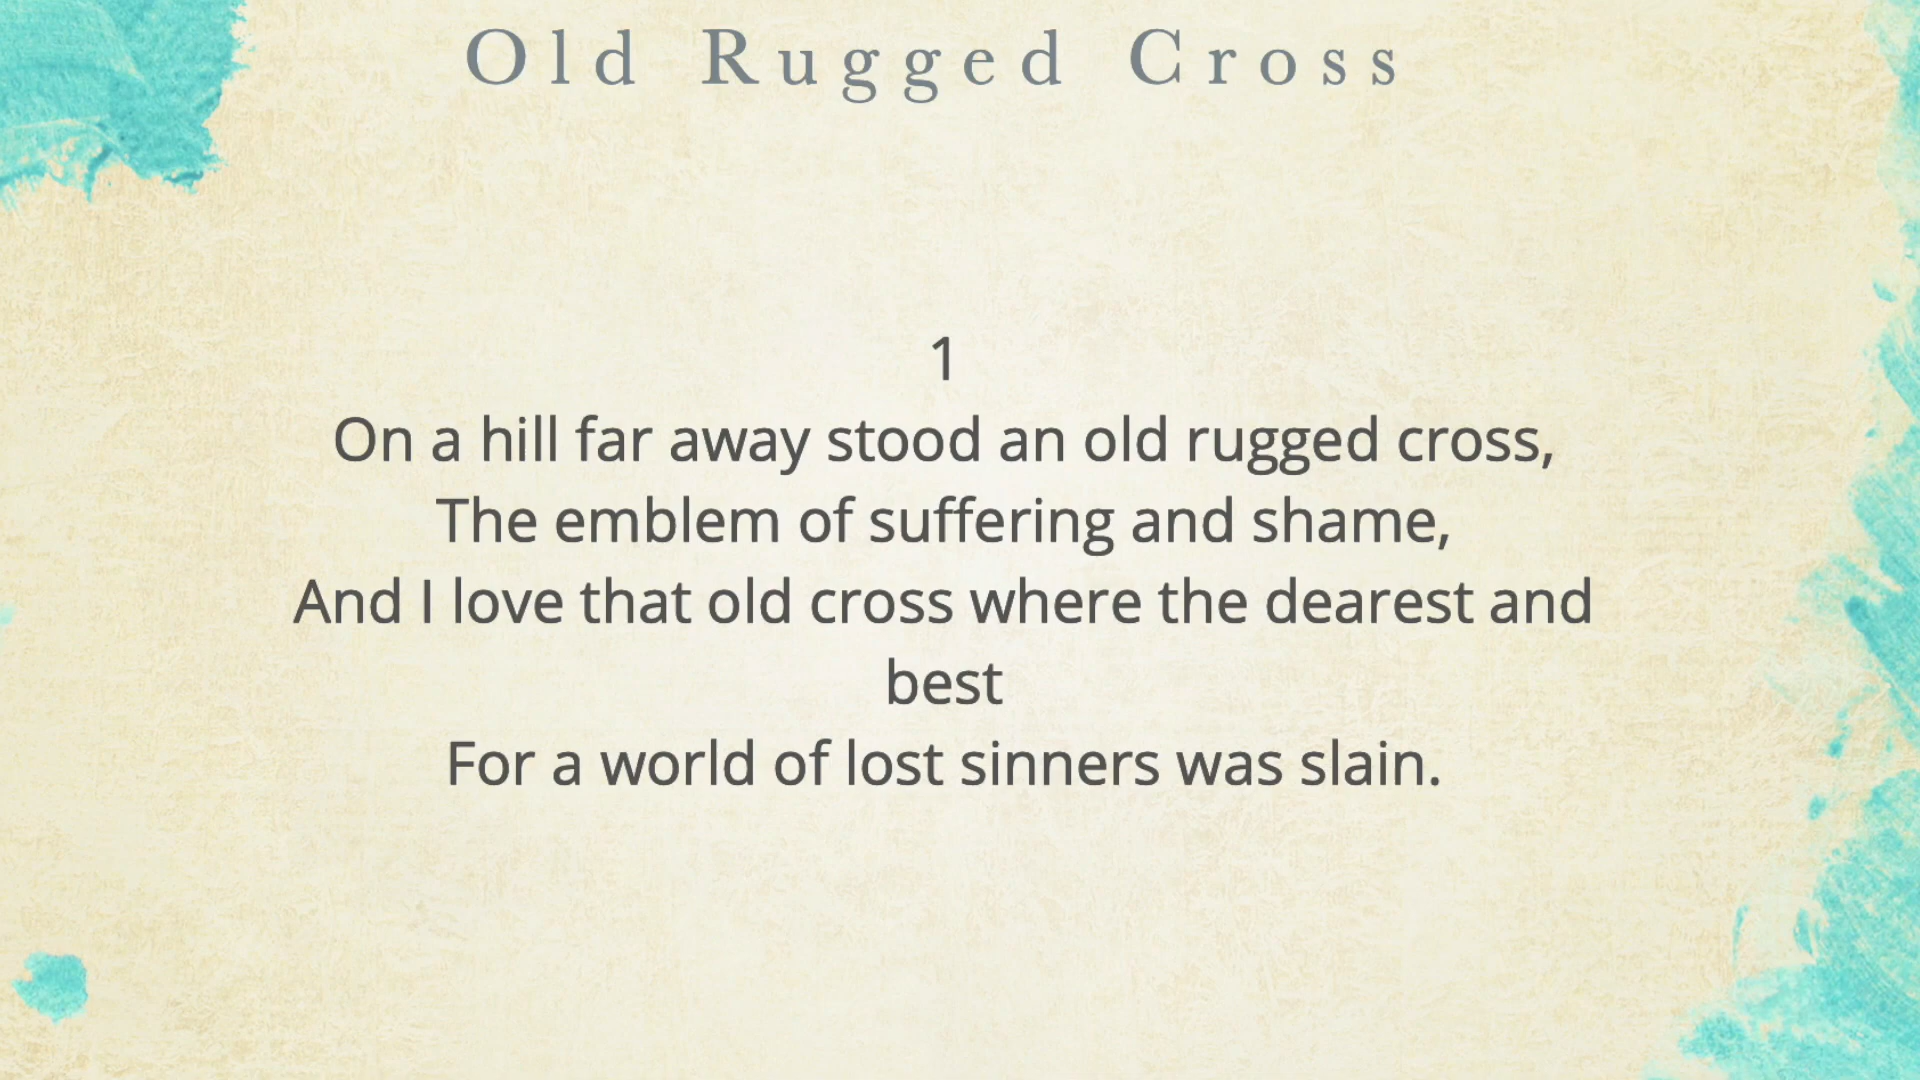 Old Rugged Cross
1
On a hill far away stood an old rugged cross,
The emblem of suffering and shame,
And I love that old cross where the dearest and
best
For a world of lost sinners was slain.